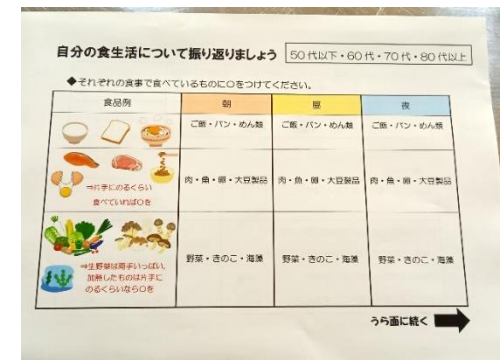 自分の食生活について振り返りましょう
50代以下・60代・70代・80代以上
◆それぞれの食事で食べているものに○をつけてください。
食品例 朝 昼 夜
ご飯・パン・めん類 ご飯・パン・めん類 ご飯・パン・めん類
肉・魚・卵・大豆製品 肉・魚・卵・大豆製品 肉・魚・卵・大豆製品
⇒片手にのるくらい
食べていれば○を
野菜・きのこ・海藻 野菜・きのこ・海藻 野菜・きのこ・海藻
⇒生野菜は両手いっぱい、
加熱したものは片手に
のるくらいなら○を
うら面に続く